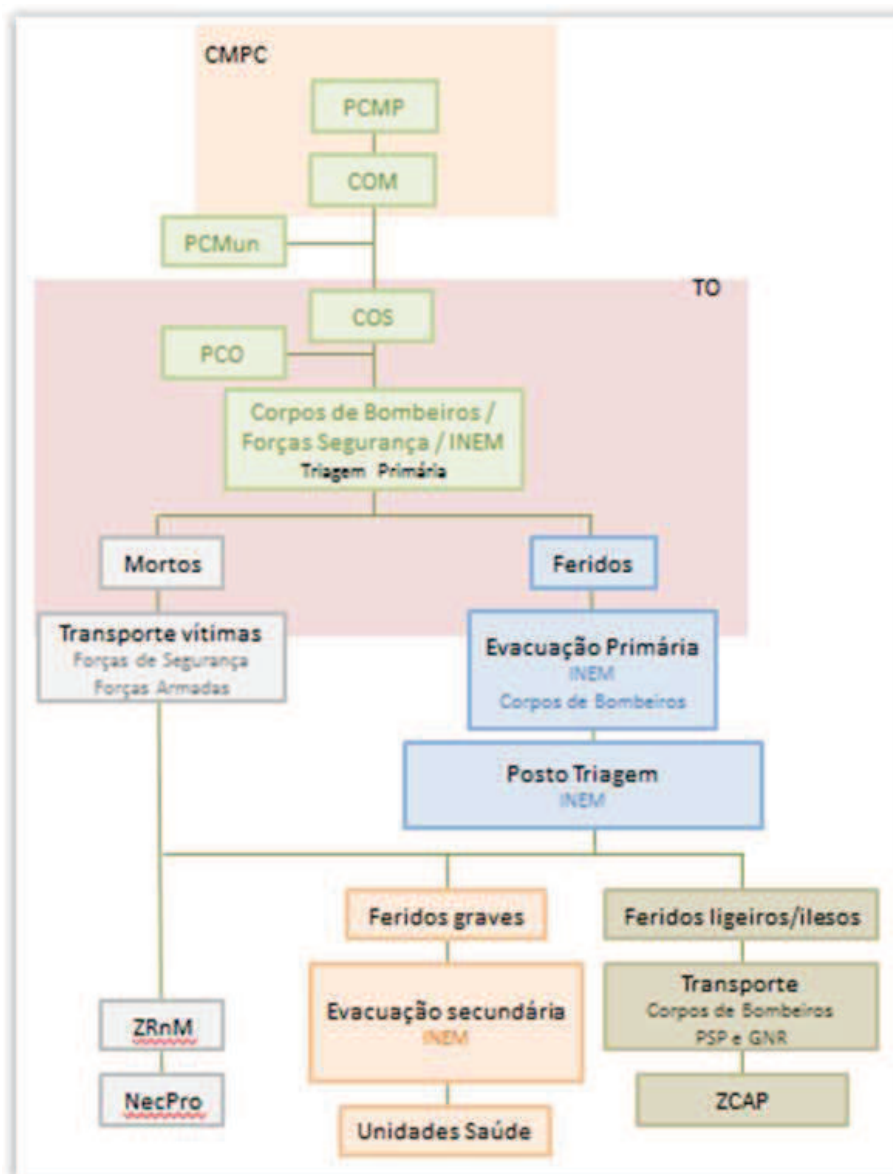 CMPC
PCMP
COM
PCMun
TO
COS
PCO
Corpos de Bombeiros /
Forças Segurança / INEM
Triagem Primária
Mortos
Feridos
Transporte vítimas
Forças de Segurança
Forças Armadas
Evacuação Primária
INEM
Corpos de Bombeiros
Posto Triagem
INEM
Feridos graves
Feridos ligeiros/ilesos
Evacuação secundária
INEM
Transporte
Corpos de Bombeiros
PSP e GNR
ZRnM
NecPro
Unidades Saúde
ZCAP